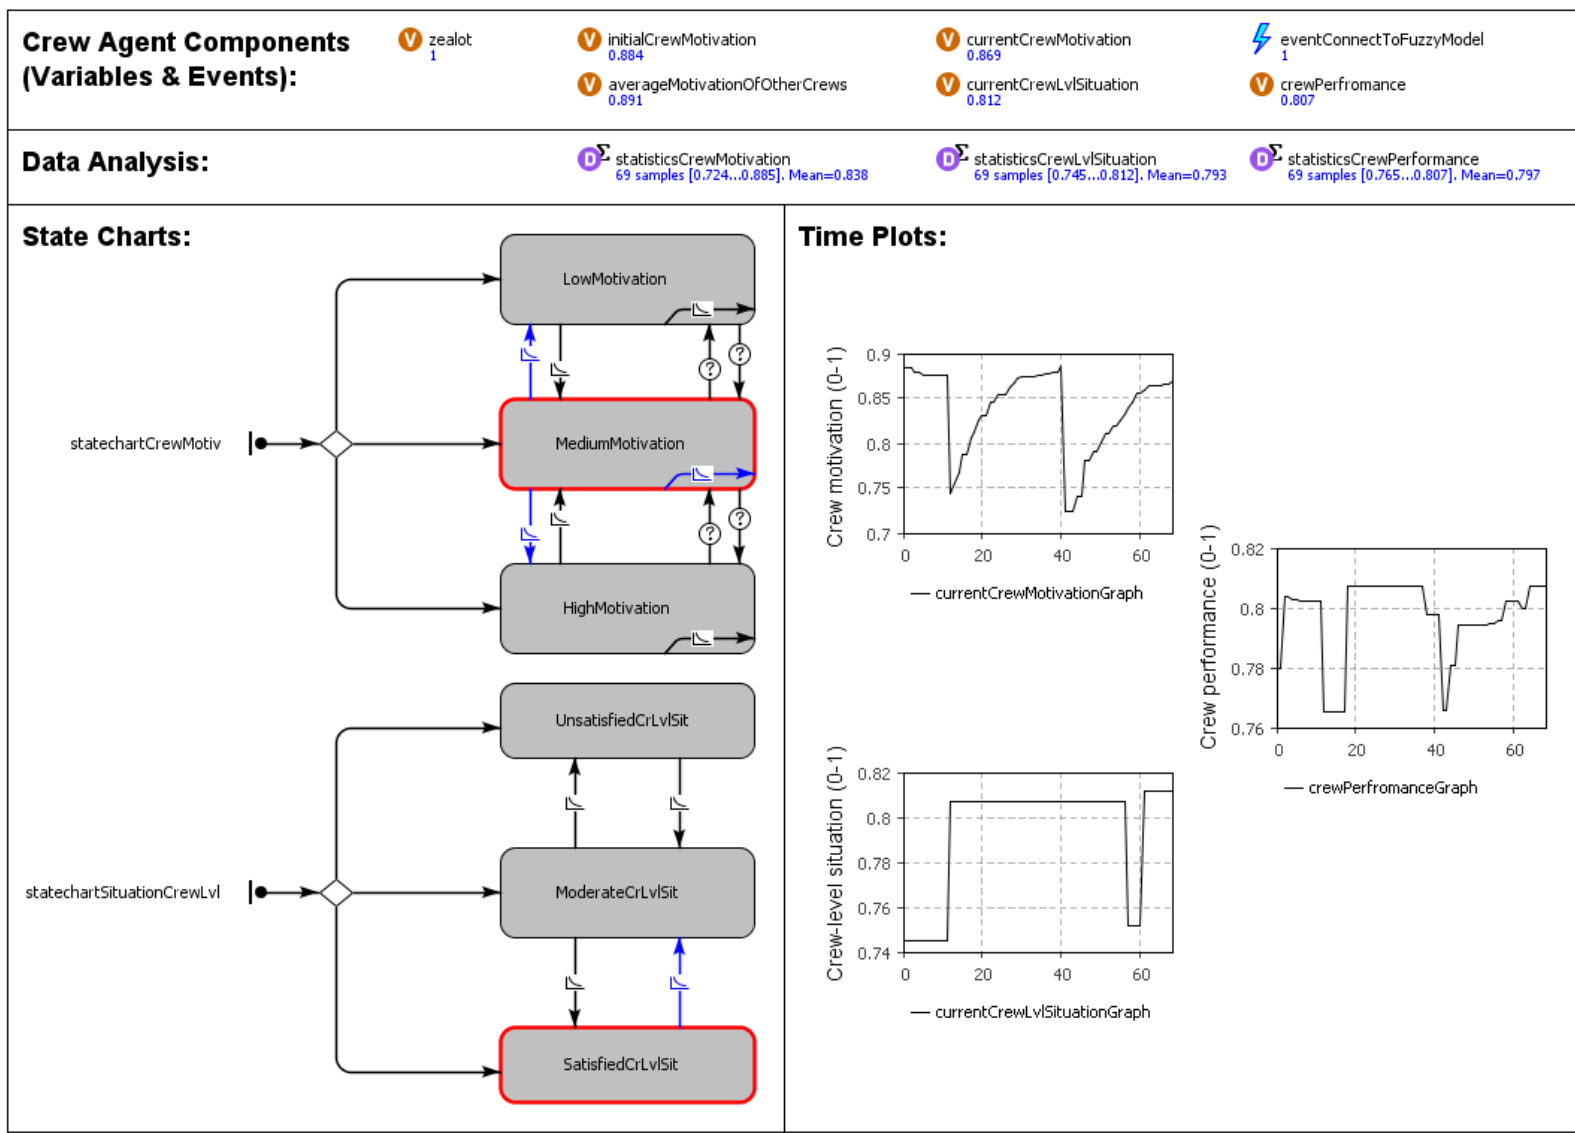 Crew Agent Components
(Variables & Events):
zealot
1
initialCrewMotivation
0.884
currentCrewMotivation
0.869
eventConnectToFuzzyModel
1
averageMotivationOfOtherCrews
0.891
currentCrewLvlSituation
0.812
crewPerfromance
0.807
Data Analysis:
statisticsCrewMotivation
69 samples [0.724...0.885]. Mean=0.838
statisticsCrewLvlSituation
69 samples [0.745...0.812]. Mean=0.793
statisticsCrewPerformance
69 samples [0.765...0.807]. Mean=0.797
State Charts:
LowMotivation
? ?
statechartCrewMotiv
MediumMotivation
? ?
HighMotivation
UnsatisfiedCrLvlSit
statechartSituationCrewLvl
ModerateCrLvlSit
SatisfiedCrLvlSit
Time Plots:
Crew motivation (0-1)
0.9
0.85
0.8
0.75
0.7
0 20 40 60
currentCrewMotivationGraph
Crew performance (0-1)
0.82
0.8
0.78
0.76
0 20 40 60
crewPerfromanceGraph
Crew-level situation (0-1)
0.82
0.8
0.78
0.76
0.74
0 20 40 60
currentCrewLvlSituationGraph